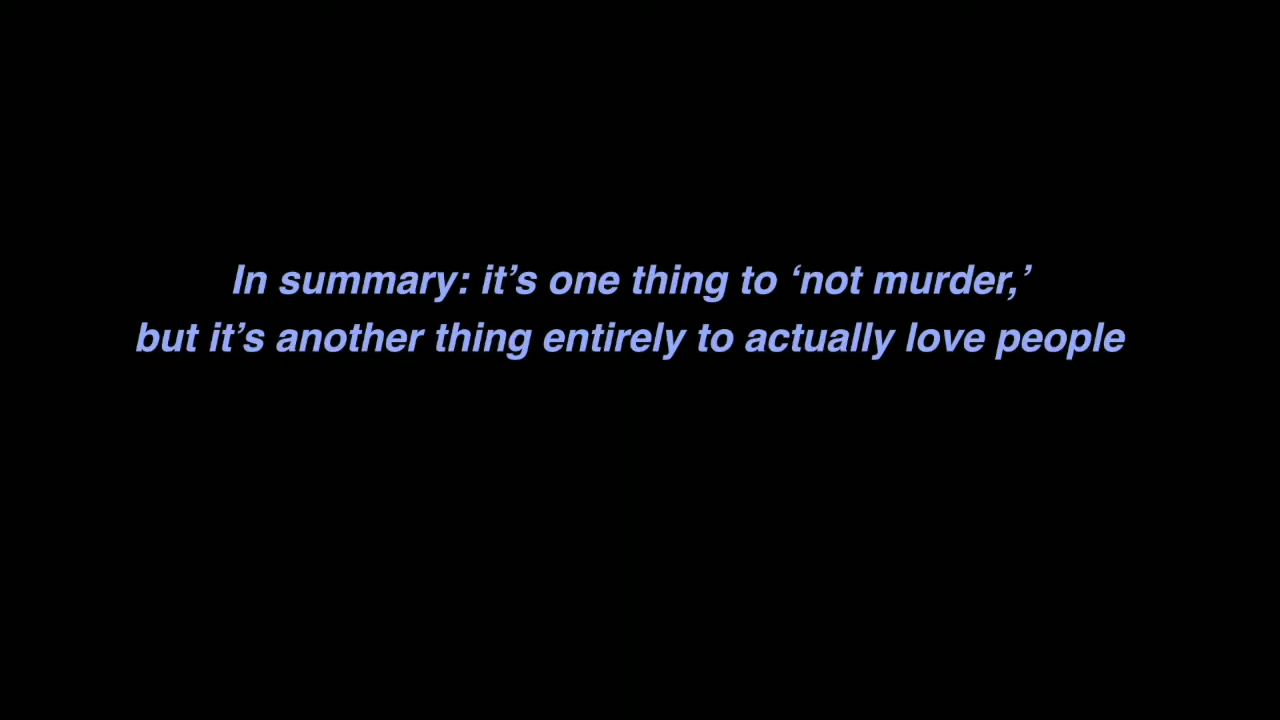 In summary: it’s one thing to ‘not murder,’
but it’s another thing entirely to actually love people